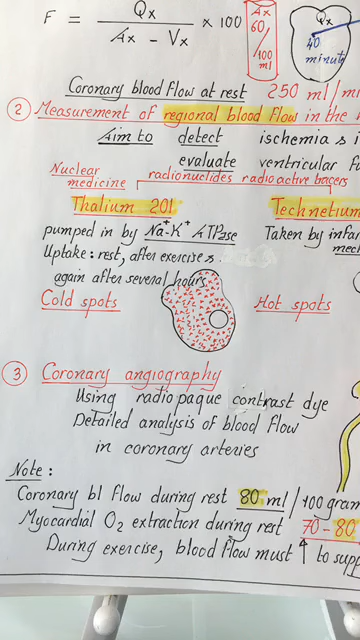 F = Qx / Ax - Vx x 100
Ax
60
100
ml
Qx
40
minut
Coronary blood flow at rest 250 ml/mi
② Measurement of regional blood flow in the
Aim to detect ischemia & i
evaluate ventricular fu
Nuclear
medicine
radionuclides radioactive tracers
Thalium 201
Technetium
pumped in by Na+-K+ ATPase
Taken by infar
Uptake: rest, after exercise &
mech
again after several hours
Cold spots
Hot spots
③ Coronary angiography
Using radiopaque contrast dye
Detailed analysis of blood flow
in coronary arteries
Note:
Coronary bl flow during rest 80 ml/100 gram
Myocardial O2 extraction during rest 70-80
During exercise, blood flow must ↑ to supp